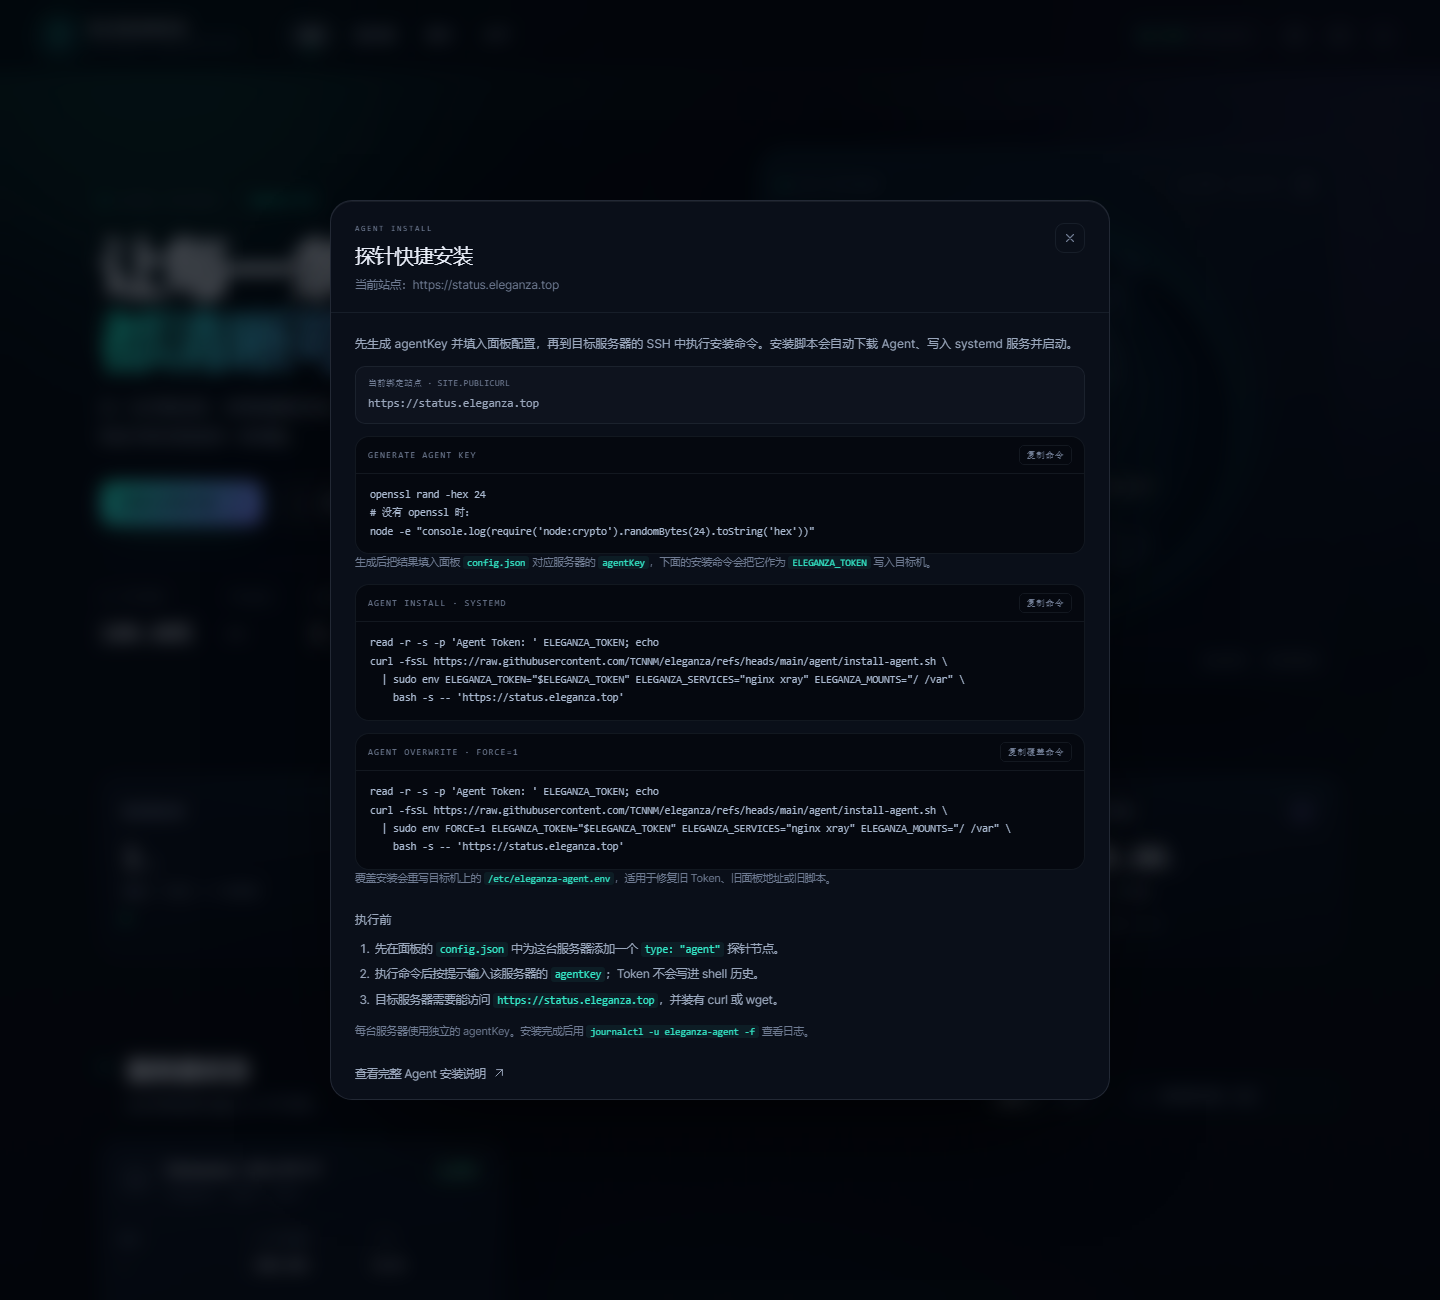 AGENT INSTALL
探针快捷安装
当前站点：https://status.eleganza.top
先生成 agentKey 并填入面板配置，再到目标服务器的 SSH 中执行安装命令。安装脚本会自动下载 Agent、写入 systemd 服务并启动。
当前绑定站点 · SITE.PUBLICURL
https://status.eleganza.top
GENERATE AGENT KEY
复制命令
openssl rand -hex 24
# 没有 openssl 时：
node -e "console.log(require('node:crypto').randomBytes(24).toString('hex'))"
生成后把结果填入面板 config.json 对应服务器的 agentKey，下面的安装命令会把它作为 ELEGANZA_TOKEN 写入目标机。
AGENT INSTALL · SYSTEMD
复制命令
read -r -s -p 'Agent Token: ' ELEGANZA_TOKEN; echo
curl -fsSL https://raw.githubusercontent.com/TCNNM/eleganza/refs/heads/main/agent/install-agent.sh \
| sudo env ELEGANZA_TOKEN="$ELEGANZA_TOKEN" ELEGANZA_SERVICES="nginx xray" ELEGANZA_MOUNTS="/ /var" \
bash -s -- 'https://status.eleganza.top'
AGENT OVERWRITE · FORCE=1
复制覆盖命令
read -r -s -p 'Agent Token: ' ELEGANZA_TOKEN; echo
curl -fsSL https://raw.githubusercontent.com/TCNNM/eleganza/refs/heads/main/agent/install-agent.sh \
| sudo env FORCE=1 ELEGANZA_TOKEN="$ELEGANZA_TOKEN" ELEGANZA_SERVICES="nginx xray" ELEGANZA_MOUNTS="/ /var" \
bash -s -- 'https://status.eleganza.top'
覆盖安装会重写目标机上的 /etc/eleganza-agent.env，适用于修复旧 Token、旧面板地址或旧脚本。
执行前
1. 先在面板的 config.json 中为这台服务器添加一个 type: "agent" 探针节点。
2. 执行命令后按提示输入该服务器的 agentKey；Token 不会写进 shell 历史。
3. 目标服务器需要能访问 https://status.eleganza.top，并装有 curl 或 wget。
每台服务器使用独立的 agentKey。安装完成后用 journalctl -u eleganza-agent -f 查看日志。
查看完整 Agent 安装说明